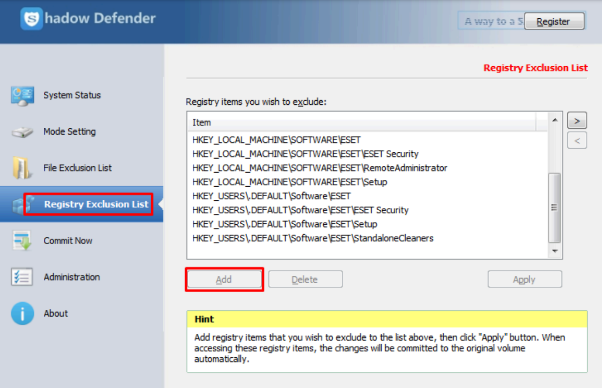 Shadow Defender
A way to a S
Register
Registry Exclusion List
System Status
Mode Setting
File Exclusion List
Registry Exclusion List
Commit Now
Administration
About
Registry items you wish to exclude:
Item
HKEY_LOCAL_MACHINE\SOFTWARE\ESET
HKEY_LOCAL_MACHINE\SOFTWARE\ESET\ESET Security
HKEY_LOCAL_MACHINE\SOFTWARE\ESET\RemoteAdministrator
HKEY_LOCAL_MACHINE\SOFTWARE\ESET\Setup
HKEY_USERS\.DEFAULT\Software\ESET
HKEY_USERS\.DEFAULT\Software\ESET\ESET Security
HKEY_USERS\.DEFAULT\Software\ESET\Setup
HKEY_USERS\.DEFAULT\Software\ESET\StandaloneCleaners
>
<
Add
Delete
Apply
Hint
Add registry items that you wish to exclude to the list above, then click "Apply" button. When
accessing these registry items, the changes will be committed to the original volume
automatically.